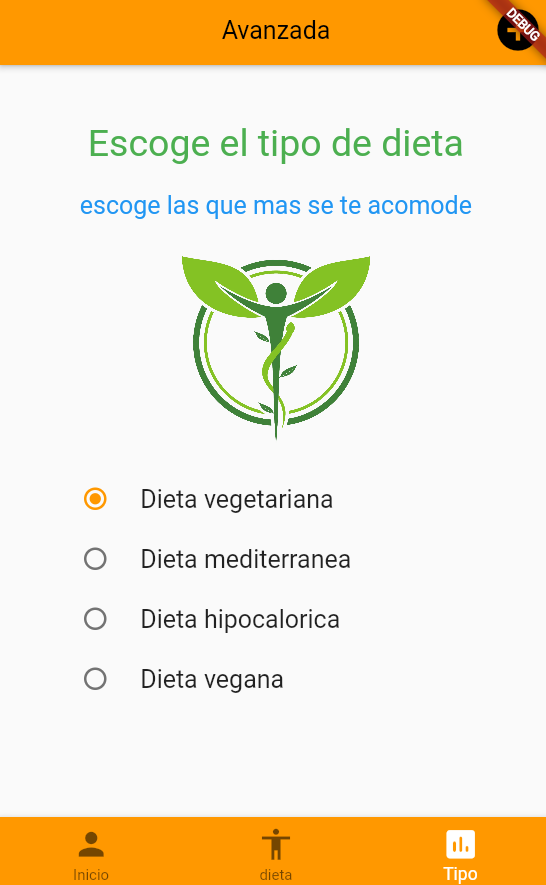 Avanzada
DEBUG
Escoge el tipo de dieta
escoge las que mas se te acomode
Dieta vegetariana
Dieta mediterranea
Dieta hipocalorica
Dieta vegana
Inicio
dieta
Tipo